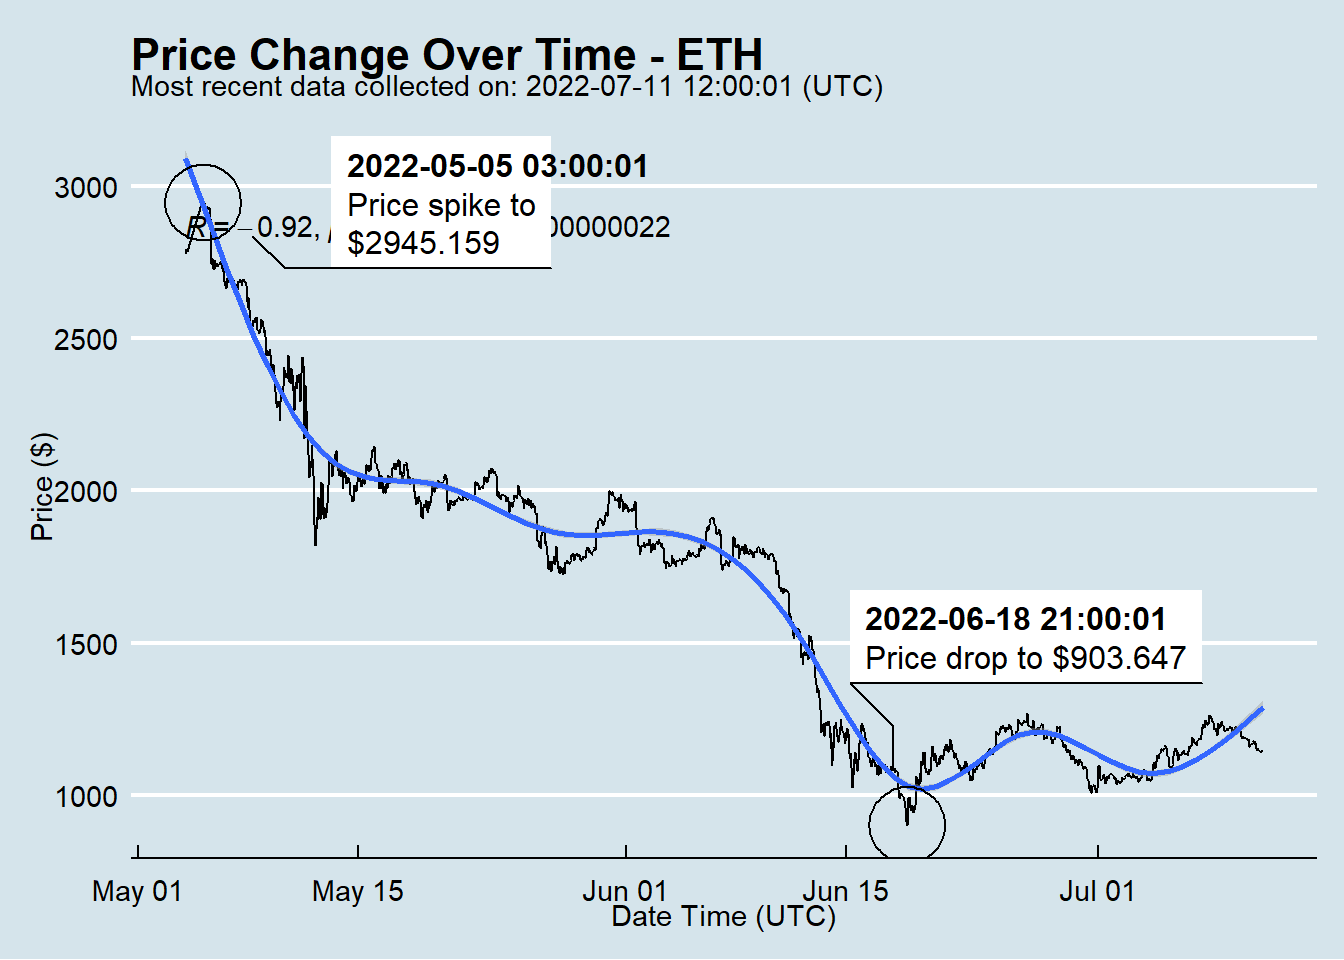 Price Change Over Time - ETH
Most recent data collected on: 2022-07-11 12:00:01 (UTC)
2022-05-05 03:00:01
Price spike to
$2945.159
R = −0.92, 00000022
3000
2500
2000
1500
1000
Price ($)
2022-06-18 21:00:01
Price drop to $903.647
May 01
May 15
Jun 01
Jun 15
Jul 01
Date Time (UTC)